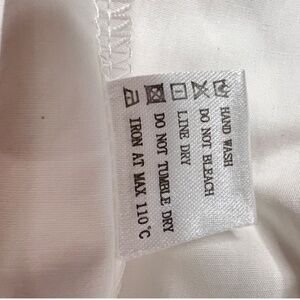 HAND WASH
DO NOT BLEACH
LINE DRY
DO NOT TUMBLE DRY
IRON AT MAX 110°C